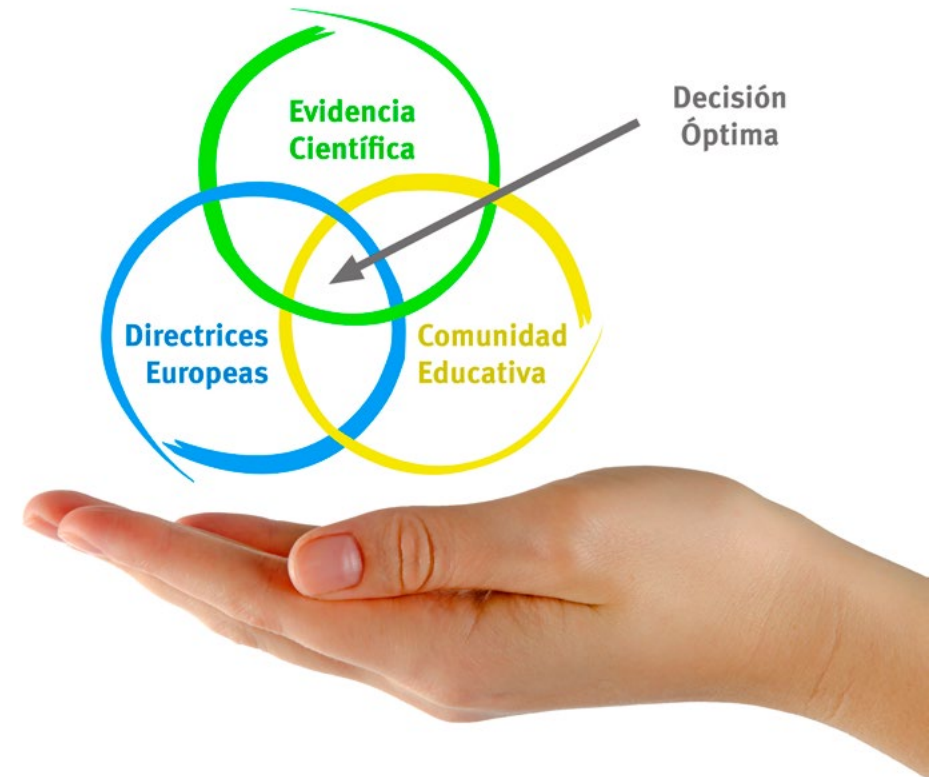 Evidencia
Científica
Decisión
Óptima
Directrices
Europeas
Comunidad
Educativa